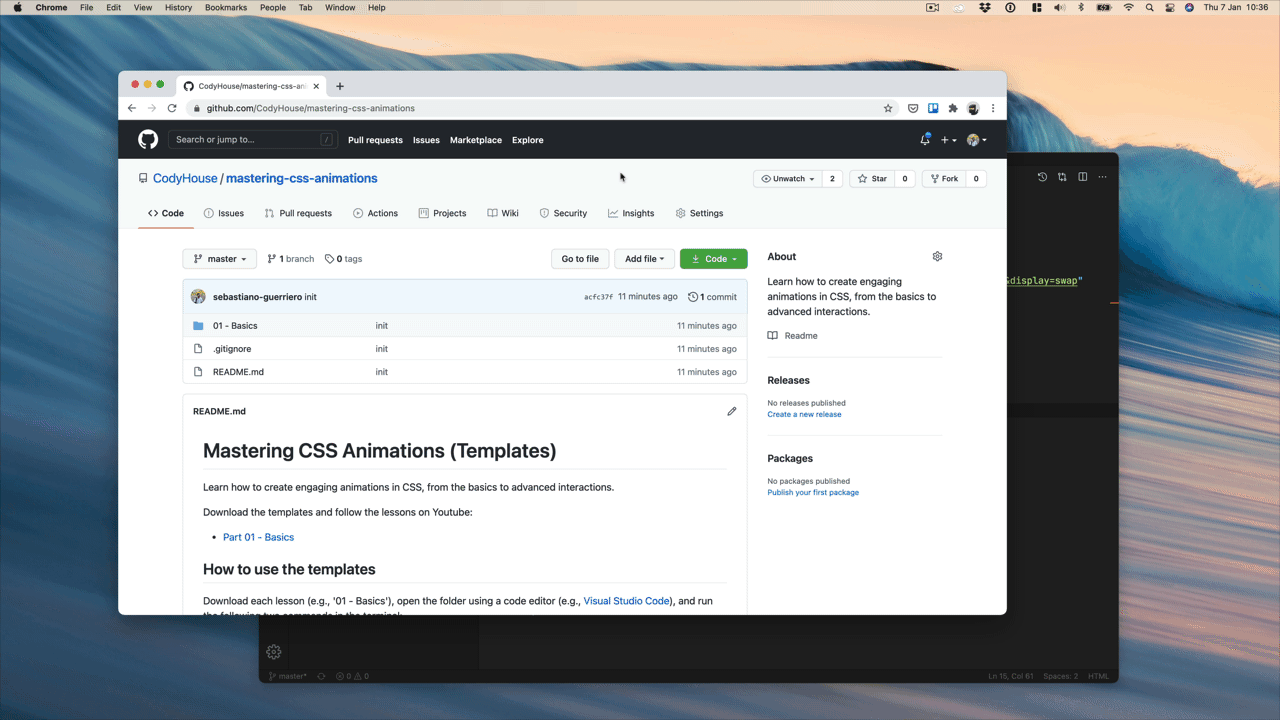 Chrome File Edit View History Bookmarks People Tab Window Help Thu 7 Jan 10:36
CodyHouse/mastering-css-ani
github.com/CodyHouse/mastering-css-animations
Search or jump to... / Pull requests Issues Marketplace Explore
CodyHouse / mastering-css-animations Unwatch 2 Star 0 Fork 0
Code Issues Pull requests Actions Projects Wiki Security Insights Settings
master 1 branch 0 tags Go to file Add file Code
sebastiano-guerriero init acfc37f 11 minutes ago 1 commit
01 - Basics init 11 minutes ago
.gitignore init 11 minutes ago
README.md init 11 minutes ago
README.md
Mastering CSS Animations (Templates)
Learn how to create engaging animations in CSS, from the basics to advanced interactions.
Download the templates and follow the lessons on Youtube:
• Part 01 - Basics
How to use the templates
Download each lesson (e.g., '01 - Basics'), open the folder using a code editor (e.g., Visual Studio Code), and run
the following two commands in the terminal:
About
Learn how to create engaging
animations in CSS, from the basics to
advanced interactions.
Readme
Releases
No releases published
Create a new release
Packages
No packages published
Publish your first package
&display=swap"
master* 0 0 Ln 15, Col 61 Spaces: 2 HTML